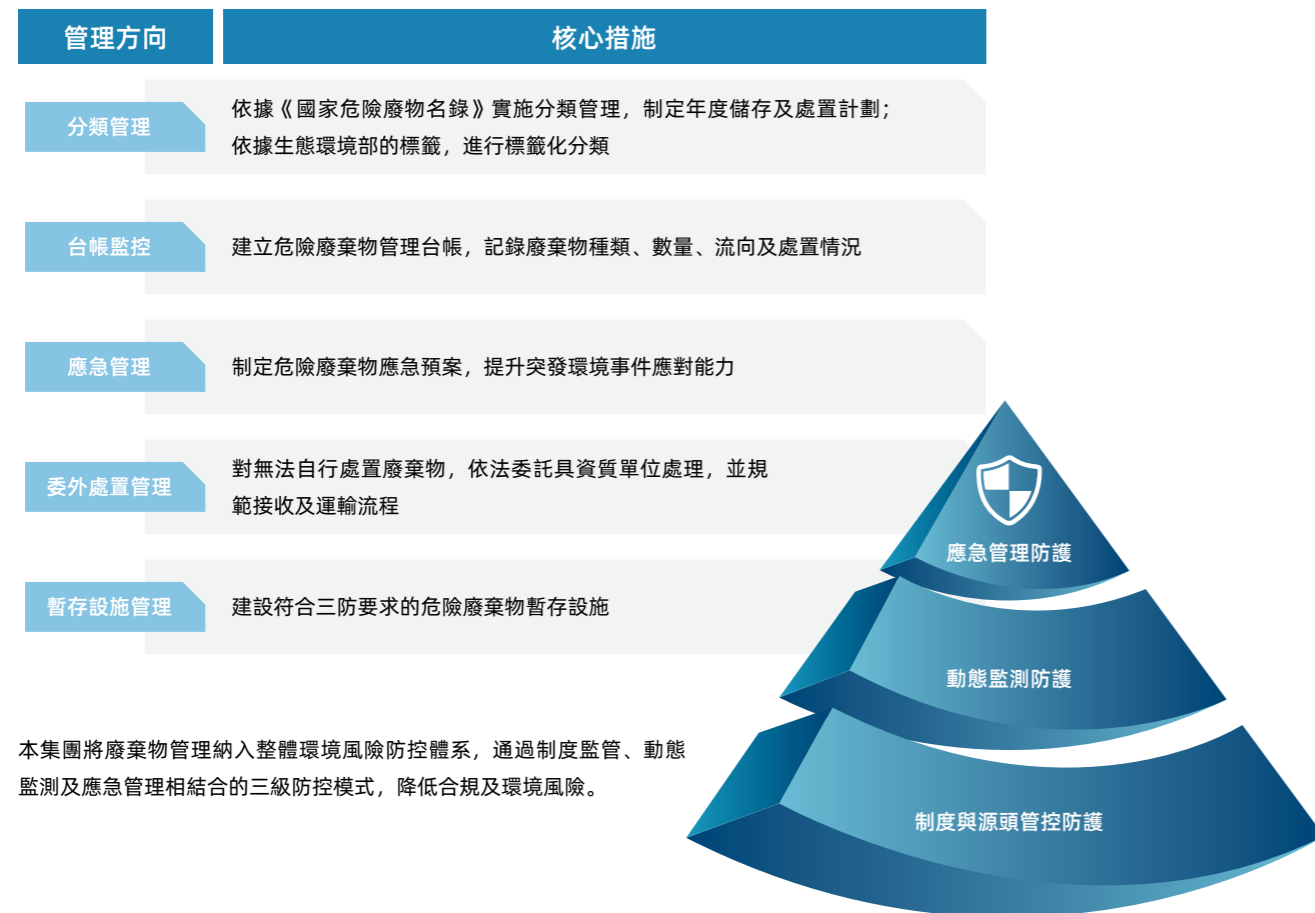 管理方向
核心措施
分類管理
依據《國家危險廢物名錄》實施分類管理，制定年度儲存及處置計劃；
依據生態環境部的標籤，進行標籤化分類
台帳監控
建立危險廢棄物管理台帳，記錄廢棄物種類、數量、流向及處置情況
應急管理
制定危險廢棄物應急預案，提升突發環境事件應對能力
委外處置管理
對無法自行處置廢棄物，依法委託具資質單位處理，並規
範接收及運輸流程
暫存設施管理
建設符合三防要求的危險廢棄物暫存設施
本集團將廢棄物管理納入整體環境風險防控體系，通過制度監管、動態
監測及應急管理相結合的三級防控模式，降低合規及環境風險。
應急管理防護
動態監測防護
制度與源頭管控防護